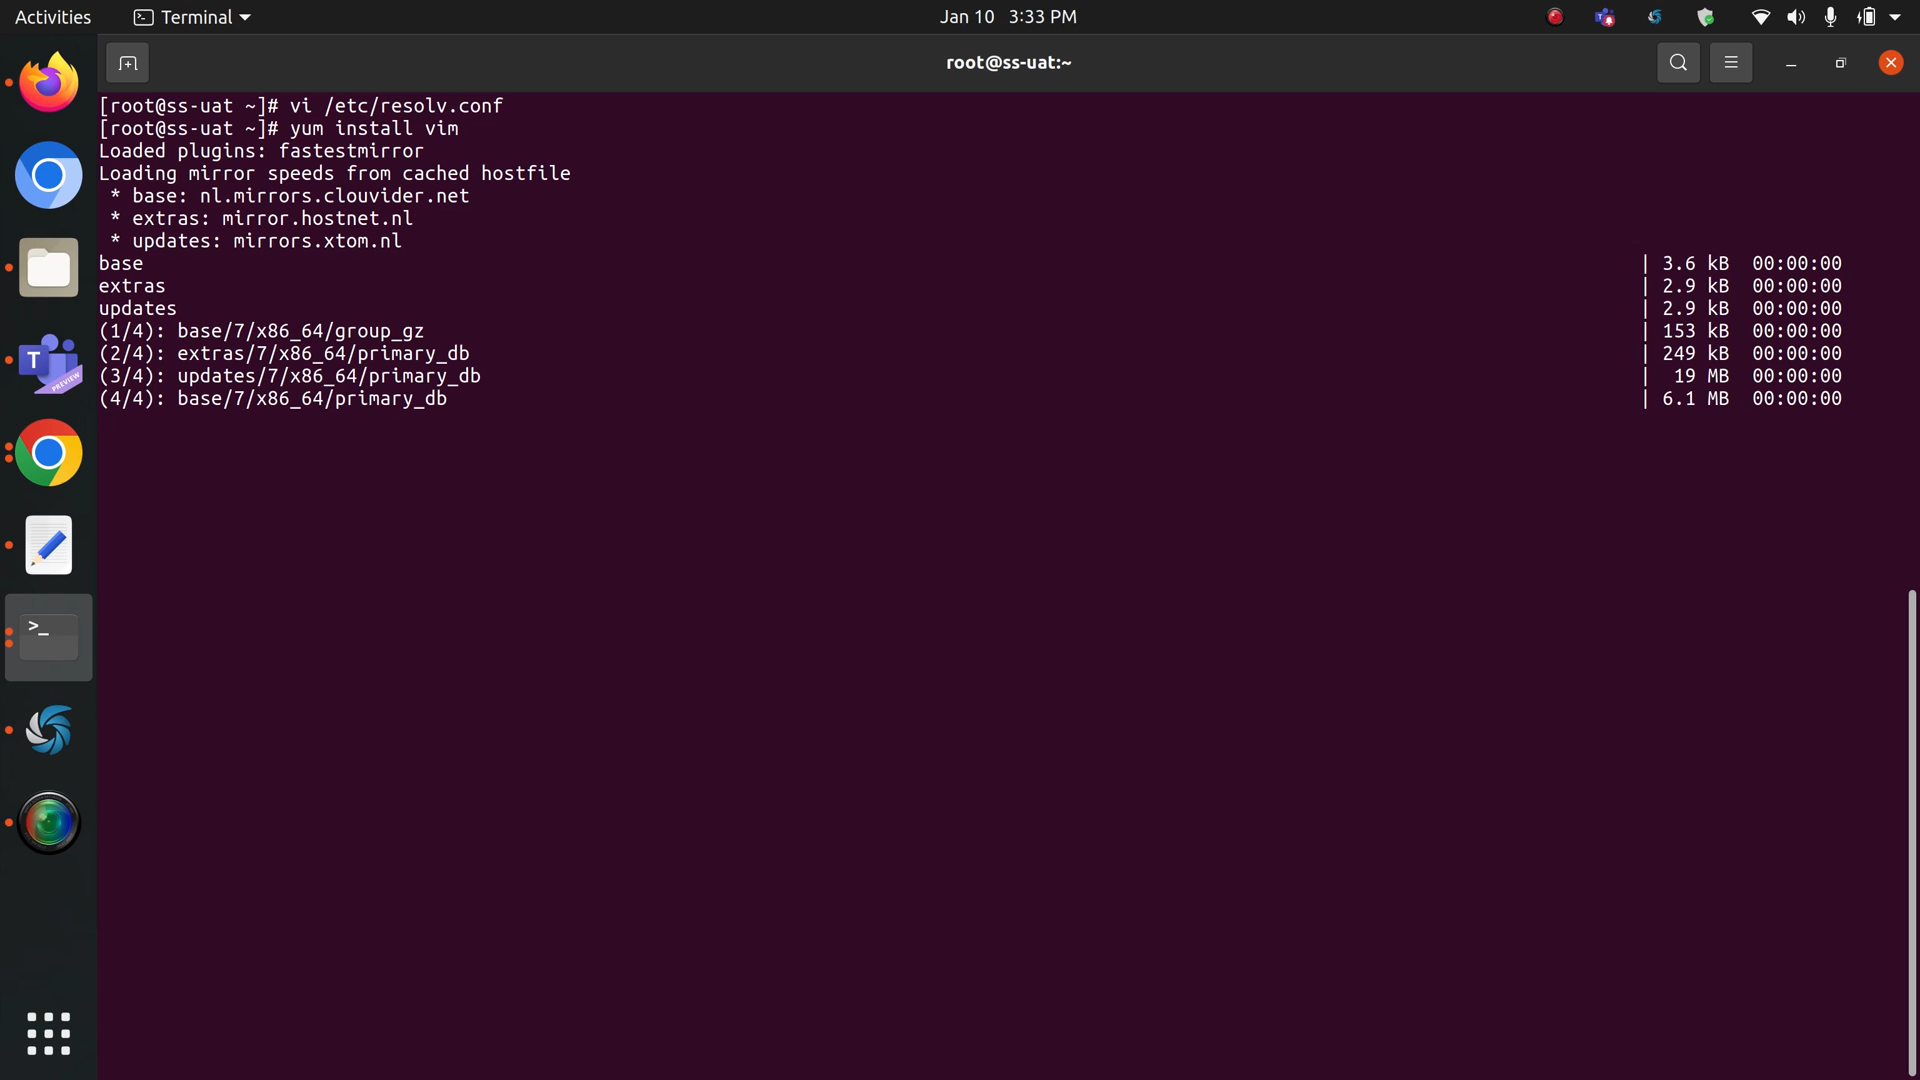 Activities Terminal Jan 10 3:33 PM
root@ss-uat:~
[root@ss-uat ~]# vi /etc/resolv.conf
[root@ss-uat ~]# yum install vim
Loaded plugins: fastestmirror
Loading mirror speeds from cached hostfile
* base: nl.mirrors.clouvider.net
* extras: mirror.hostnet.nl
* updates: mirrors.xtom.nl
base | 3.6 kB 00:00:00
extras | 2.9 kB 00:00:00
updates | 2.9 kB 00:00:00
(1/4): base/7/x86_64/group_gz | 153 kB 00:00:00
(2/4): extras/7/x86_64/primary_db | 249 kB 00:00:00
(3/4): updates/7/x86_64/primary_db | 19 MB 00:00:00
(4/4): base/7/x86_64/primary_db | 6.1 MB 00:00:00
T
PREVIEW
>_